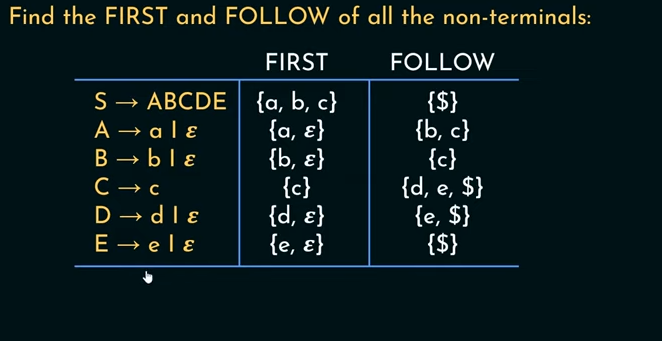 Find the FIRST and FOLLOW of all the non-terminals:
FIRST FOLLOW
S → ABCDE {a, b, c} {$}
A → a | ε {a, ε} {b, c}
B → b | ε {b, ε} {c}
C → c {c} {d, e, $}
D → d | ε {d, ε} {e, $}
E → e | ε {e, ε} {$}